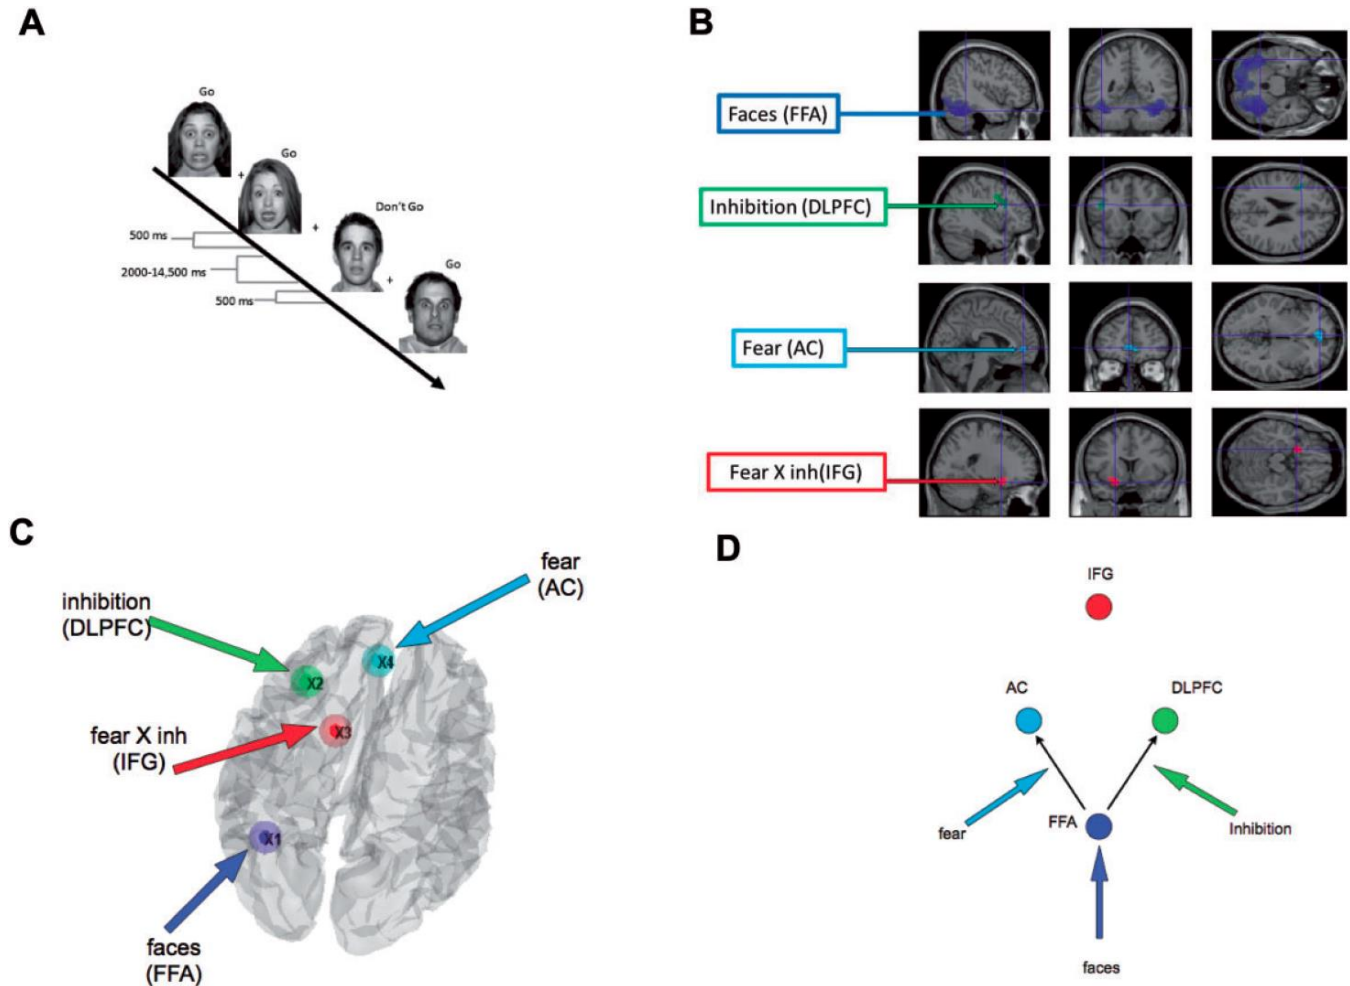 A
Go
Go
Don't Go
Go
+
+
+
500 ms
2000-14,500 ms
500 ms
B
Faces (FFA)
Inhibition (DLPFC)
Fear (AC)
Fear X inh(IFG)
C
fear
(AC)
inhibition
(DLPFC)
X4
X2
fear X inh
(IFG)
X3
X1
faces
(FFA)
D
IFG
AC
DLPFC
fear
FFA
Inhibition
faces